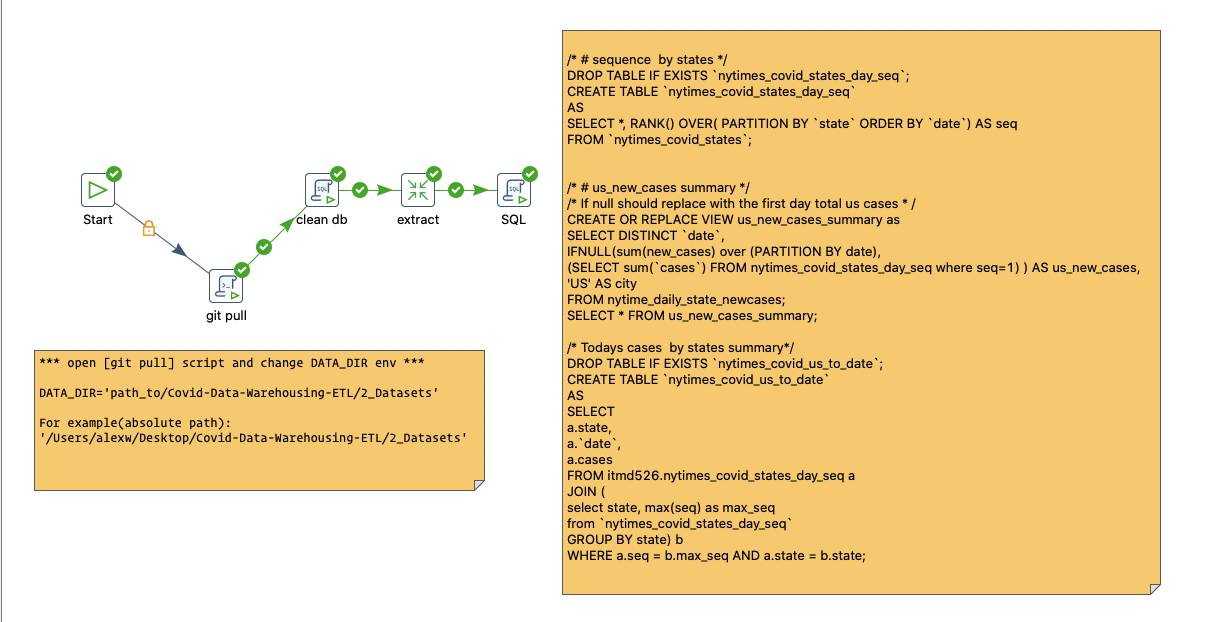 Start
git pull
clean db
extract
SQL
*** open [git pull] script and change DATA_DIR env ***
DATA_DIR='path_to/Covid-Data-Warehousing-ETL/2_Datasets'
For example(absolute path):
'/Users/alexw/Desktop/Covid-Data-Warehousing-ETL/2_Datasets'
/* # sequence  by states */
DROP TABLE IF EXISTS `nytimes_covid_states_day_seq`;
CREATE TABLE `nytimes_covid_states_day_seq`
AS
SELECT *, RANK() OVER( PARTITION BY `state` ORDER BY `date`) AS seq
FROM `nytimes_covid_states`;
/* # us_new_cases summary */
/* If null should replace with the first day total us cases * /
CREATE OR REPLACE VIEW us_new_cases_summary as
SELECT DISTINCT `date`,
IFNULL(sum(new_cases) over (PARTITION BY date),
(SELECT sum(`cases`) FROM nytimes_covid_states_day_seq where seq=1) ) AS us_new_cases,
'US' AS city
FROM nytime_daily_state_newcases;
SELECT * FROM us_new_cases_summary;
/* Todays cases  by states summary*/
DROP TABLE IF EXISTS `nytimes_covid_us_to_date`;
CREATE TABLE `nytimes_covid_us_to_date`
AS
SELECT
a.state,
a.`date`,
a.cases
FROM itmd526.nytimes_covid_states_day_seq a
JOIN (
select state, max(seq) as max_seq
from `nytimes_covid_states_day_seq`
GROUP BY state) b
WHERE a.seq = b.max_seq AND a.state = b.state;